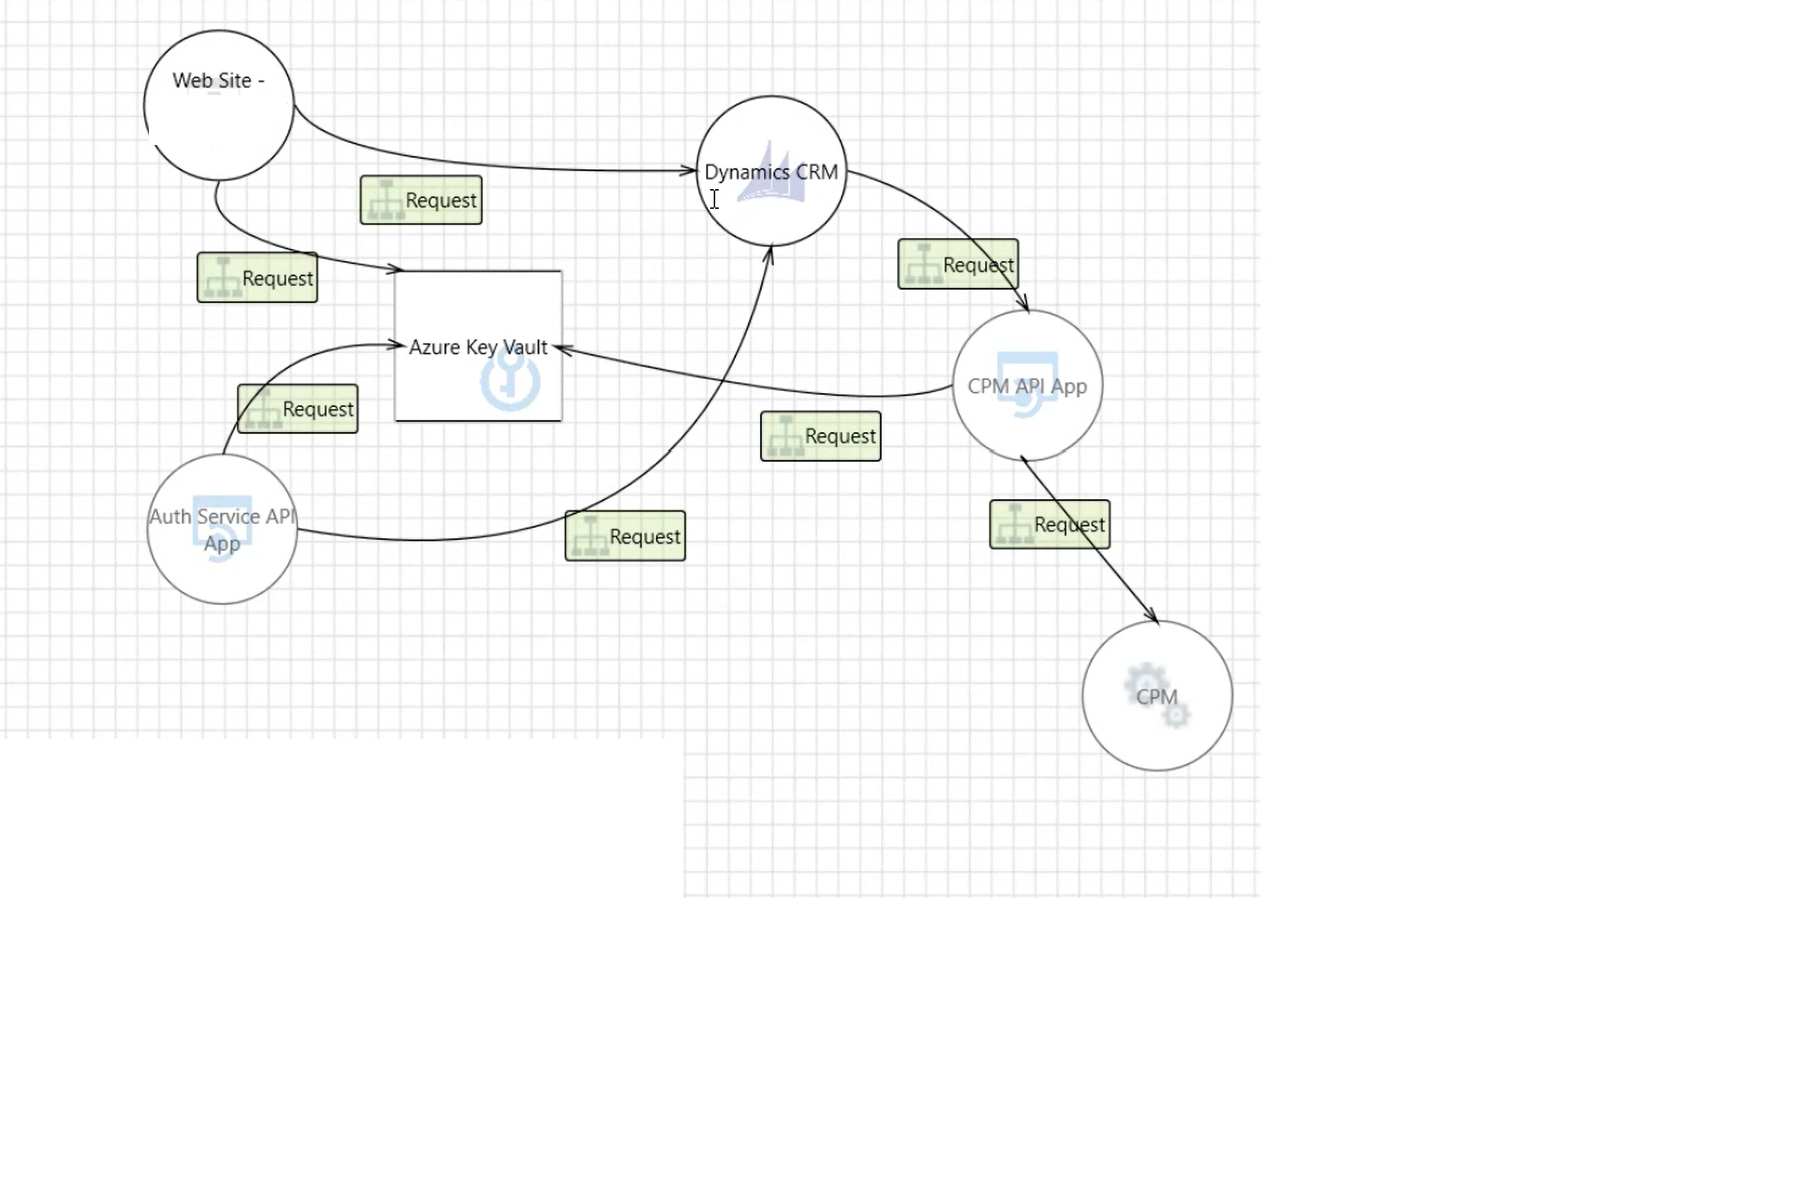 Web Site -
Dynamics CRM
Request
Request
Request
Azure Key Vault
CPM API App
Request
Request
Auth Service API
App
Request
Request
CPM